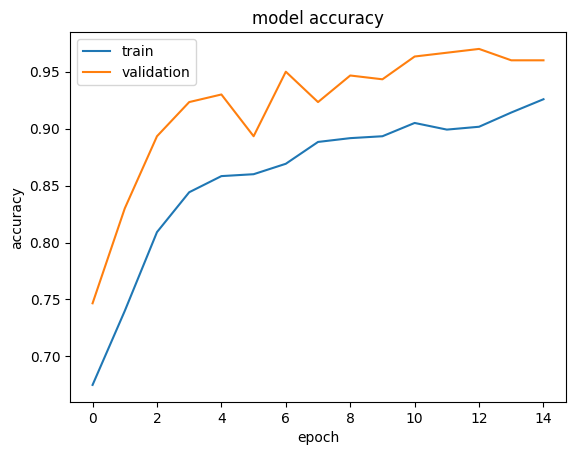 model accuracy
train
validation
0.95
0.90
0.85
0.80
0.75
0.70
accuracy
0 2 4 6 8 10 12 14
epoch